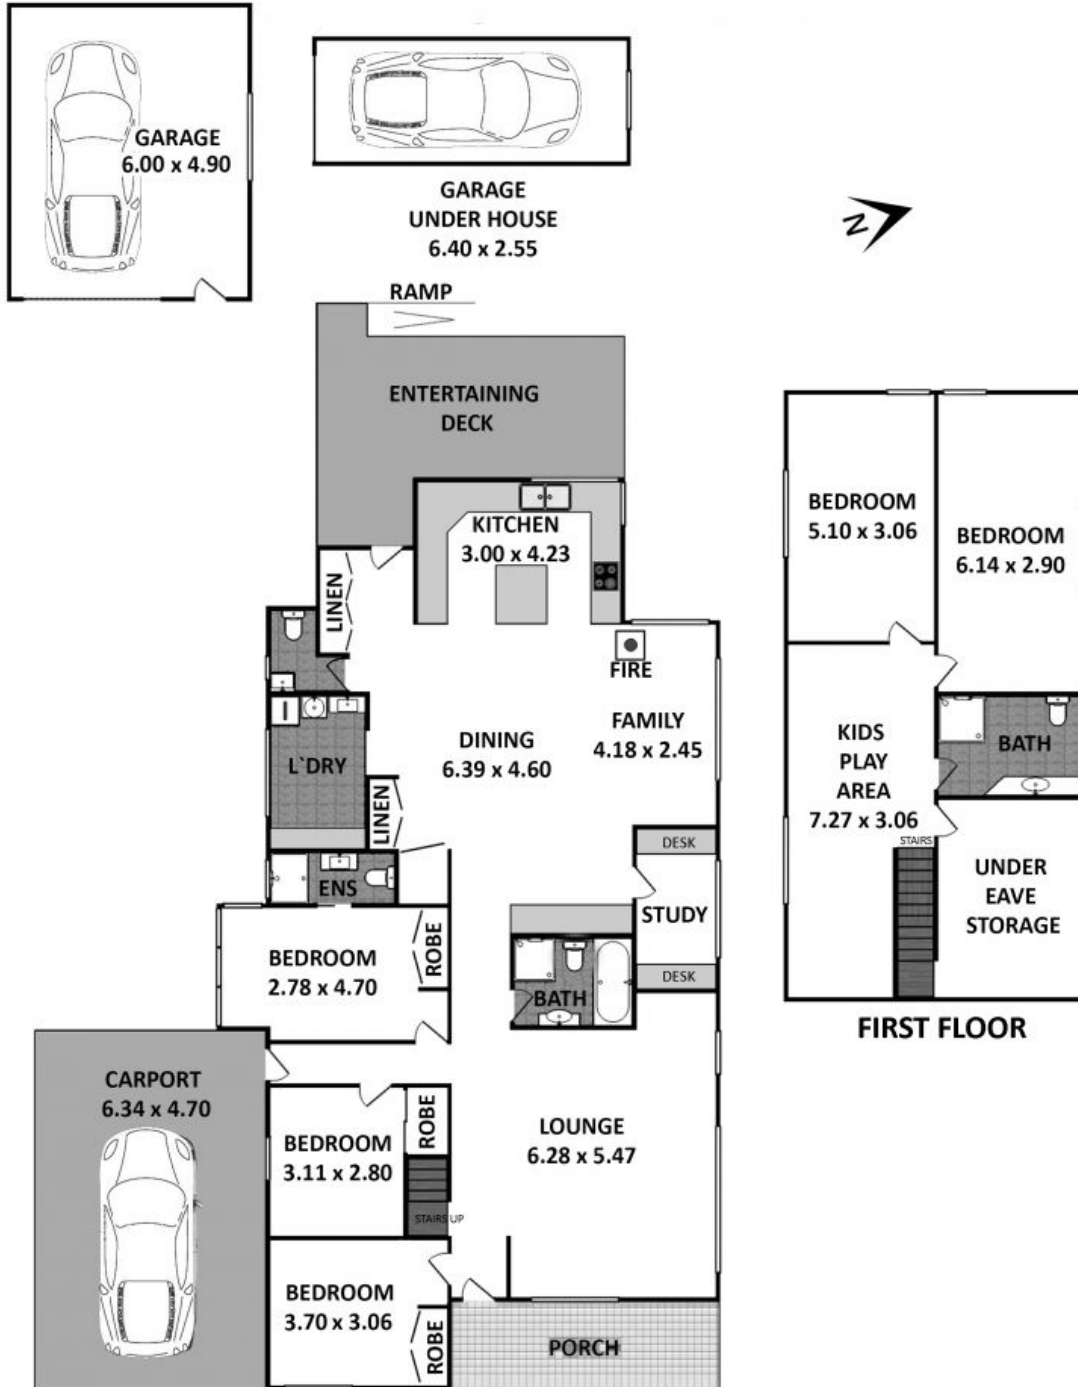 GARAGE
6.00 x 4.90
GARAGE
UNDER HOUSE
6.40 x 2.55
N
RAMP
ENTERTAINING
DECK
KITCHEN
3.00 x 4.23
LINEN
FIRE
FAMILY
4.18 x 2.45
DINING
6.39 x 4.60
L`DRY
LINEN
DESK
STUDY
DESK
ENS
BEDROOM
2.78 x 4.70
ROBE
BATH
CARPORT
6.34 x 4.70
BEDROOM
3.11 x 2.80
ROBE
LOUNGE
6.28 x 5.47
STAIRS UP
BEDROOM
3.70 x 3.06
ROBE
PORCH
BEDROOM
5.10 x 3.06
BEDROOM
6.14 x 2.90
KIDS
PLAY
AREA
7.27 x 3.06
BATH
STAIRS
UNDER
EAVE
STORAGE
FIRST FLOOR